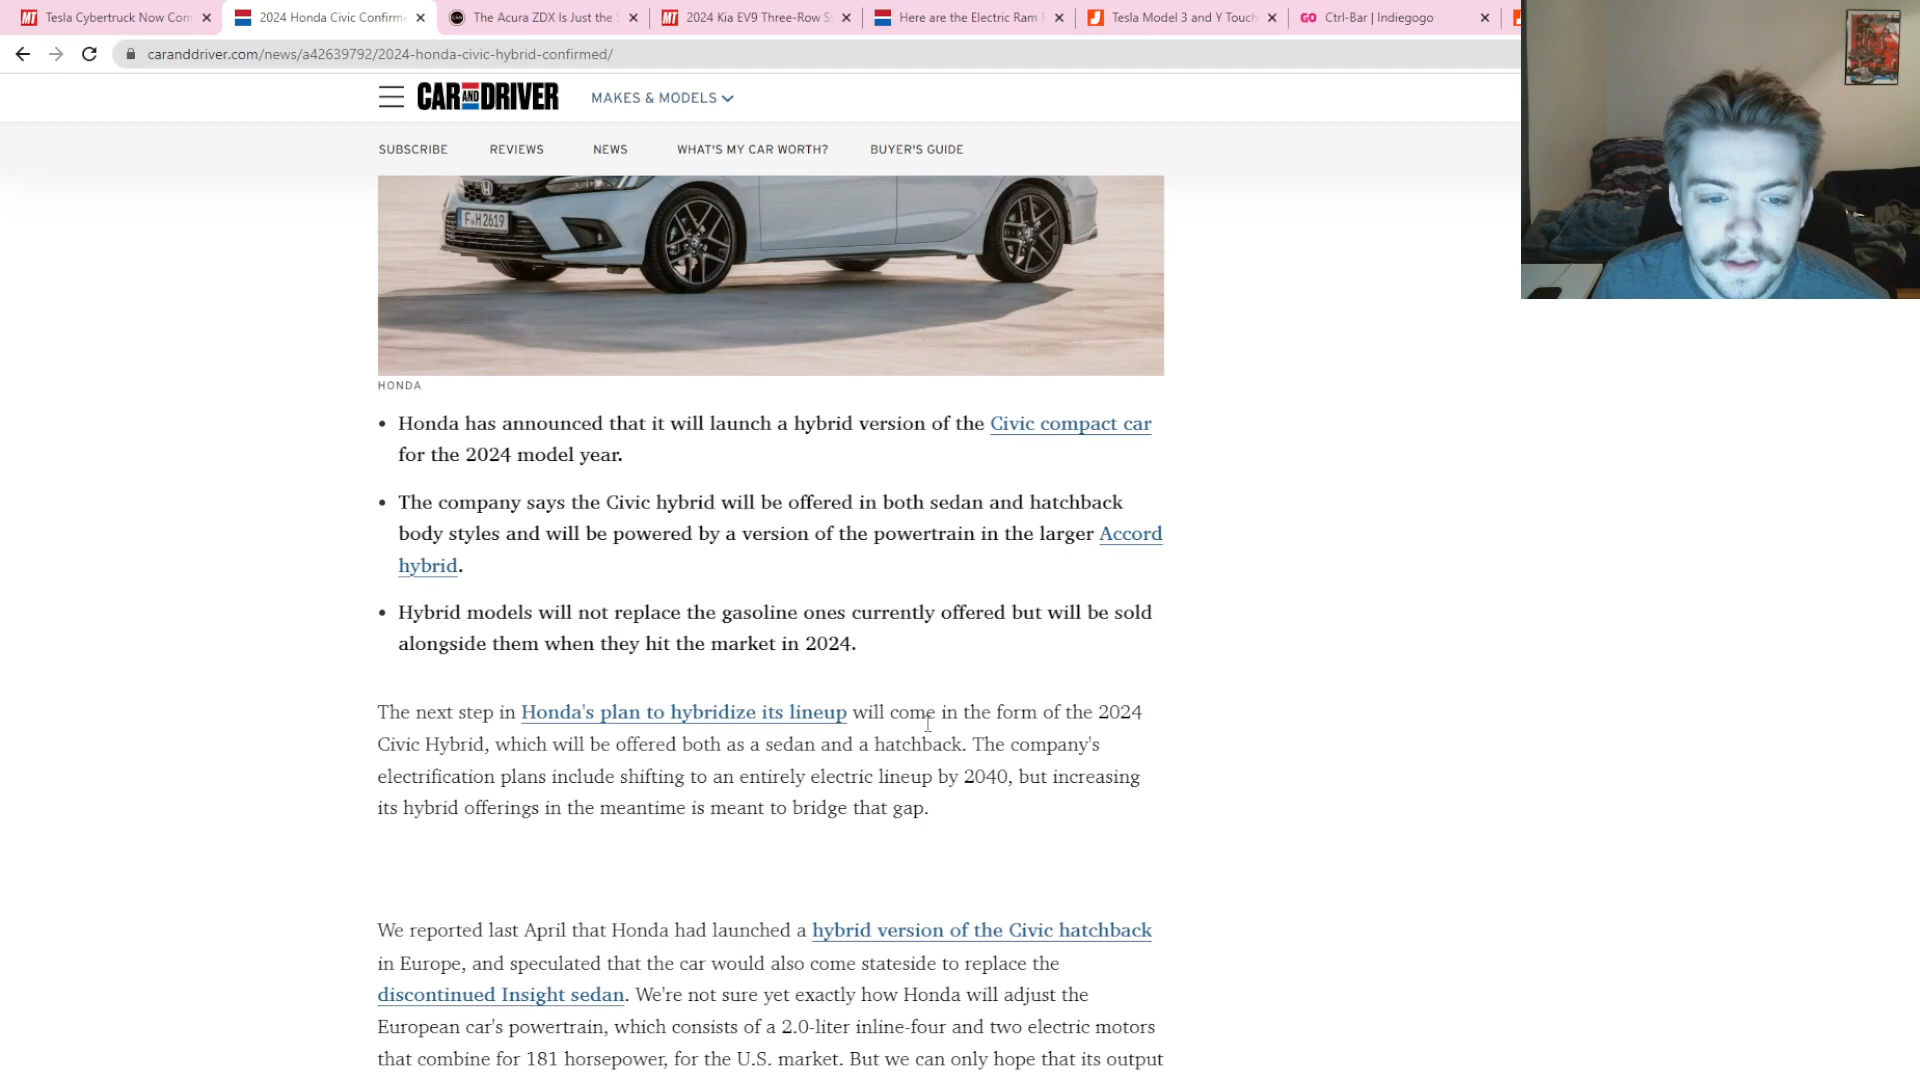 Tesla Cybertruck Now Com
2024 Honda Civic Confirm
The Acura ZDX Is Just the
2024 Kia EV9 Three-Row S
Here are the Electric Ram
Tesla Model 3 and Y Touch
GO Ctrl-Bar | Indiegogo
caranddriver.com/news/a42639792/2024-honda-civic-hybrid-confirmed/
CAR AND DRIVER
MAKES & MODELS
SUBSCRIBE
REVIEWS
NEWS
WHAT'S MY CAR WORTH?
BUYER'S GUIDE
F·H2619
HONDA
• Honda has announced that it will launch a hybrid version of the Civic compact car
for the 2024 model year.
• The company says the Civic hybrid will be offered in both sedan and hatchback
body styles and will be powered by a version of the powertrain in the larger Accord
hybrid.
• Hybrid models will not replace the gasoline ones currently offered but will be sold
alongside them when they hit the market in 2024.
The next step in Honda's plan to hybridize its lineup will come in the form of the 2024
Civic Hybrid, which will be offered both as a sedan and a hatchback. The company's
electrification plans include shifting to an entirely electric lineup by 2040, but increasing
its hybrid offerings in the meantime is meant to bridge that gap.
We reported last April that Honda had launched a hybrid version of the Civic hatchback
in Europe, and speculated that the car would also come stateside to replace the
discontinued Insight sedan. We're not sure yet exactly how Honda will adjust the
European car's powertrain, which consists of a 2.0-liter inline-four and two electric motors
that combine for 181 horsepower, for the U.S. market. But we can only hope that its output